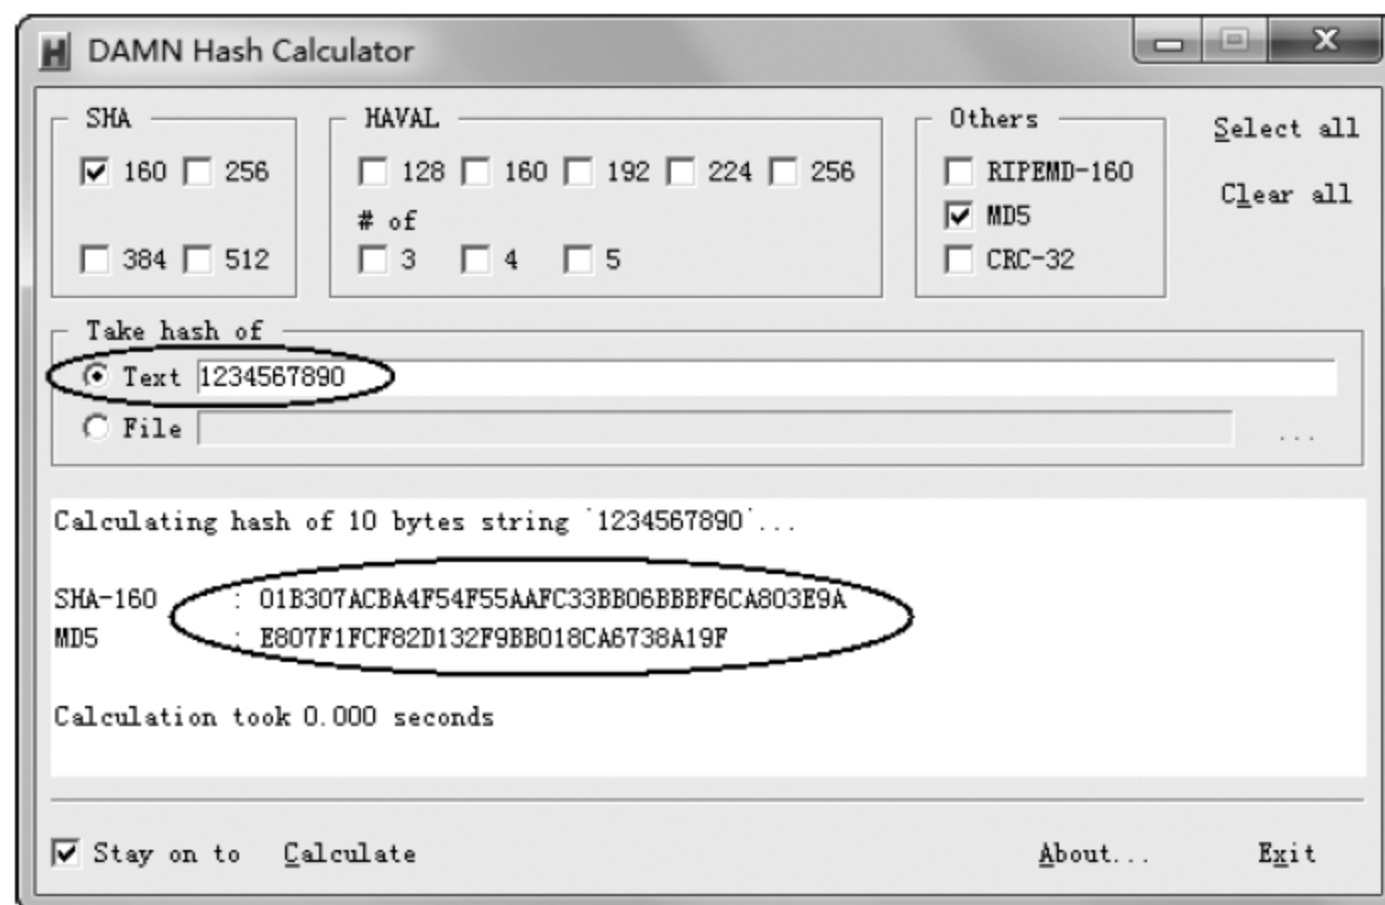 DAMN Hash Calculator
SHA
160 256
384 512
HAVAL
128 160 192 224 256
# of
3 4 5
Others
RIPEMD-160
MD5
CRC-32
Select all
Clear all
Take hash of
Text 1234567890
File ...
Calculating hash of 10 bytes string `1234567890`...
SHA-160 : 01B307ACBA4F54F55AAFC33BB06BBBF6CA803E9A
MD5 : E807F1FCF82D132F9BB018CA6738A19F
Calculation took 0.000 seconds
Stay on to Calculate About... Exit